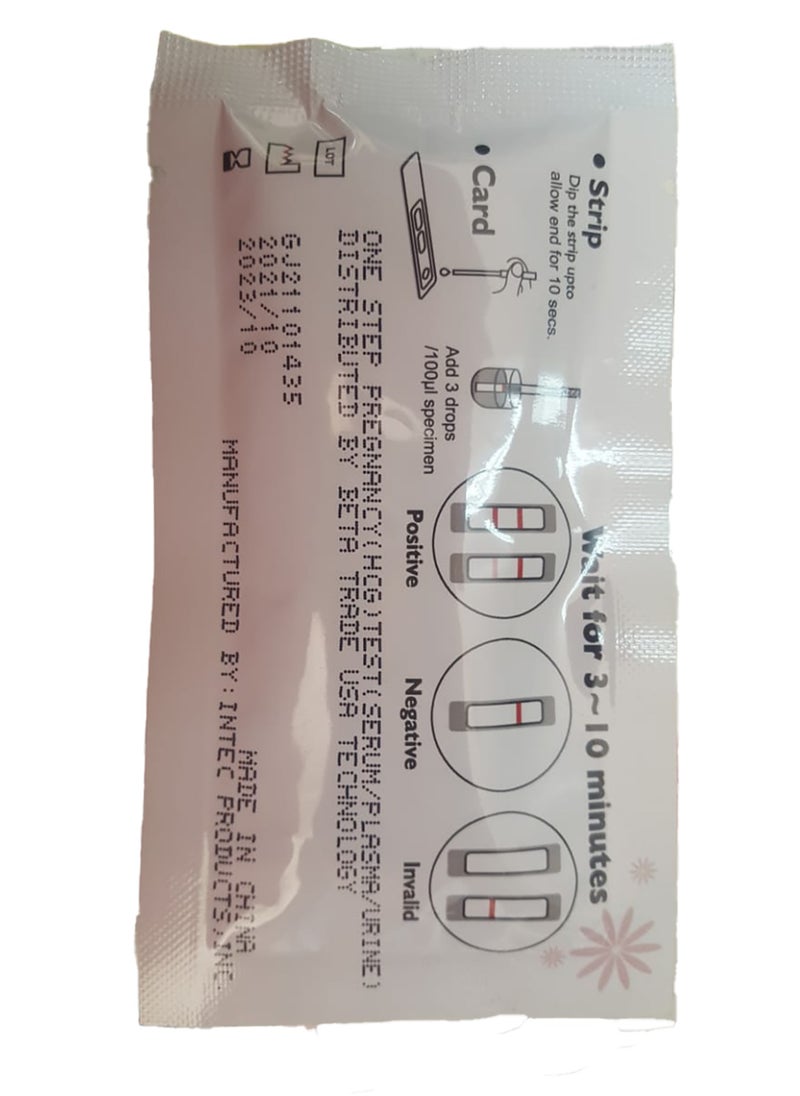 • Strip
Dip the strip upto
allow end for 10 secs.
Wait for 3~10 minutes
• Card
Add 3 drops
/100µl specimen
Positive
Negative
Invalid
ONE STEP PREGNANCY(HCG)TEST(SERUM/PLASMA/URINE)
DISTRIBUTED BY BETA TRADE USA TECHNOLOGY
LOT
GJ21101435
2021/10
2023/10
MADE IN CHINA
MANUFACTURED BY:INTEC PRODUCTS,INC.